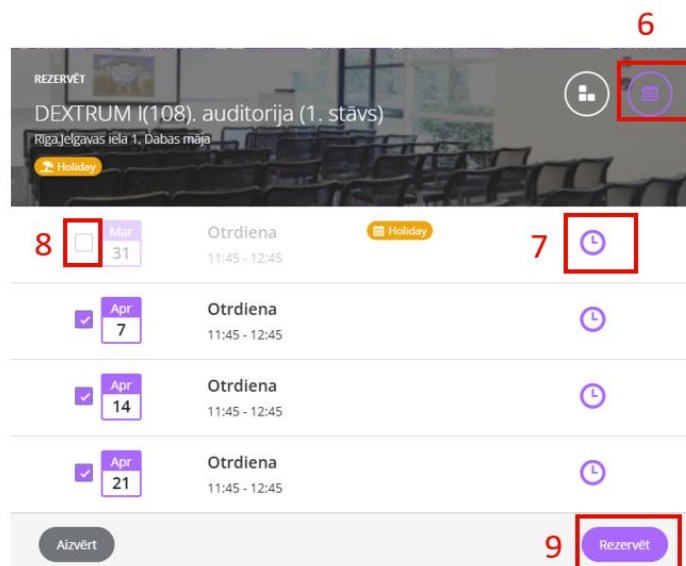 6
REZERVĒT
DEXTRUM I(108). auditorija (1. stāvs)
Rīga,Jelgavas iela 1, Dabas māja
Holiday
8
Mar
31
Otrdiena
11:45 - 12:45
Holiday
7
Apr
7
Otrdiena
11:45 - 12:45
Apr
14
Otrdiena
11:45 - 12:45
Apr
21
Otrdiena
11:45 - 12:45
Aizvērt
9
Rezervēt